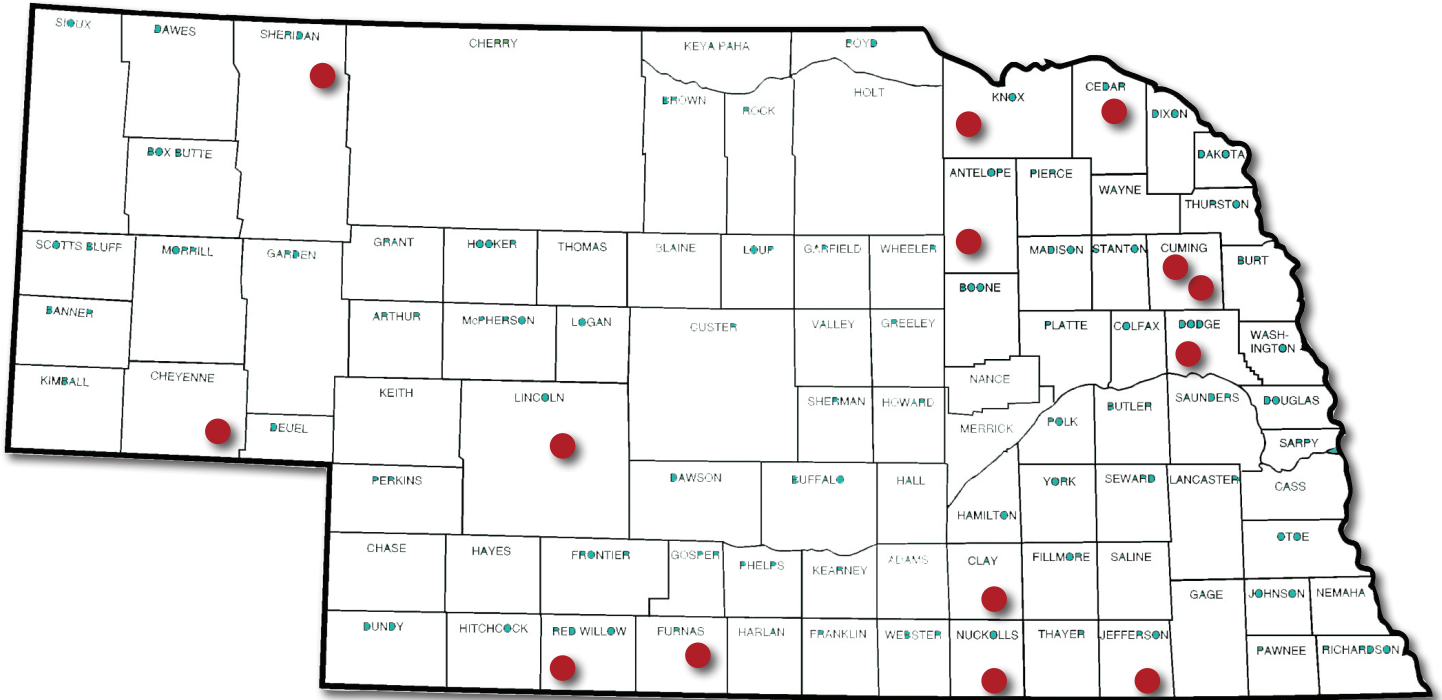 SIOUX
DAWES
SHERIDAN
CHERRY
KEYA PAHA
BOYD
BROWN
ROCK
HOLT
KNOX
CEDAR
DIXON
DAKOTA
BOX BUTTE
ANTELOPE
PIERCE
WAYNE
THURSTON
SCOTTS BLUFF
MORRILL
GARDEN
GRANT
HOOKER
THOMAS
BLAINE
LOUP
GARFIELD
WHEELER
MADISON
STANTON
CUMING
BURT
BOONE
BANNER
ARTHUR
McPHERSON
LOGAN
CUSTER
VALLEY
GREELEY
PLATTE
COLFAX
DODGE
WASH-
INGTON
KIMBALL
CHEYENNE
KEITH
LINCOLN
NANCE
SHERMAN
HOWARD
MERRICK
POLK
BUTLER
SAUNDERS
DOUGLAS
DEUEL
SARPY
PERKINS
DAWSON
BUFFALO
HALL
YORK
SEWARD
LANCASTER
CASS
HAMILTON
OTOE
CHASE
HAYES
FRONTIER
GOSPER
PHELPS
KEARNEY
ADAMS
CLAY
FILLMORE
SALINE
GAGE
JOHNSON
NEMAHA
DUNDY
HITCHCOCK
RED WILLOW
FURNAS
HARLAN
FRANKLIN
WEBSTER
NUCKOLLS
THAYER
JEFFERSON
PAWNEE
RICHARDSON